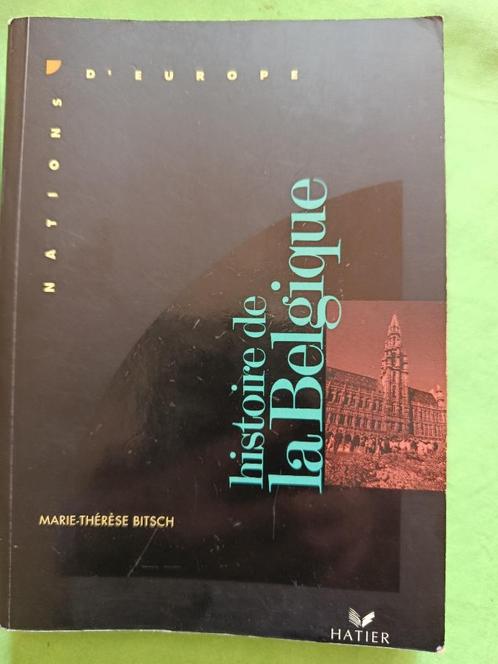 NATIONS
D'EUROPE
histoire de
la Belgique
MARIE-THÉRÈSE BITSCH
HATIER